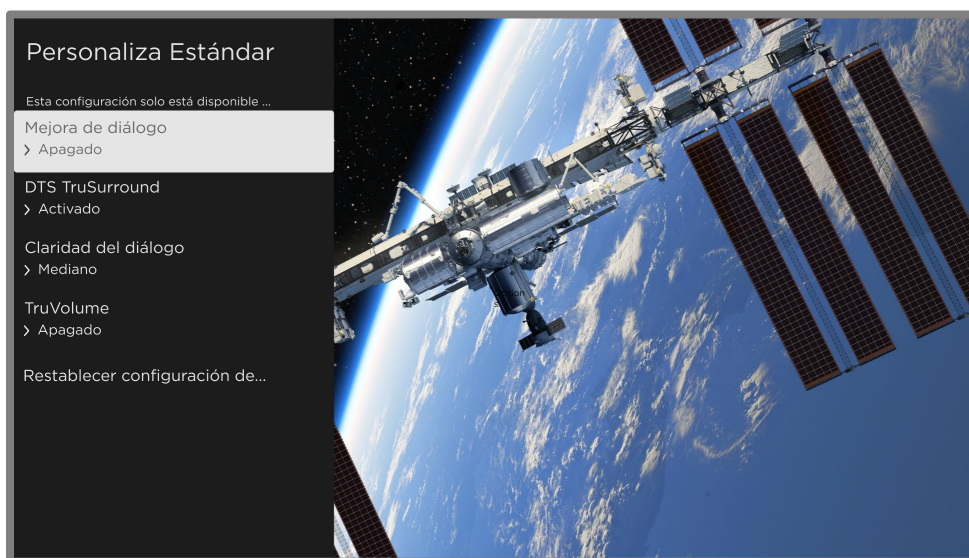 Personaliza Estándar
Esta configuración solo está disponible ...
Mejora de diálogo
Apagado
DTS TruSurround
Activado
Claridad del diálogo
Mediano
TruVolume
Apagado
Restablecer configuración de...